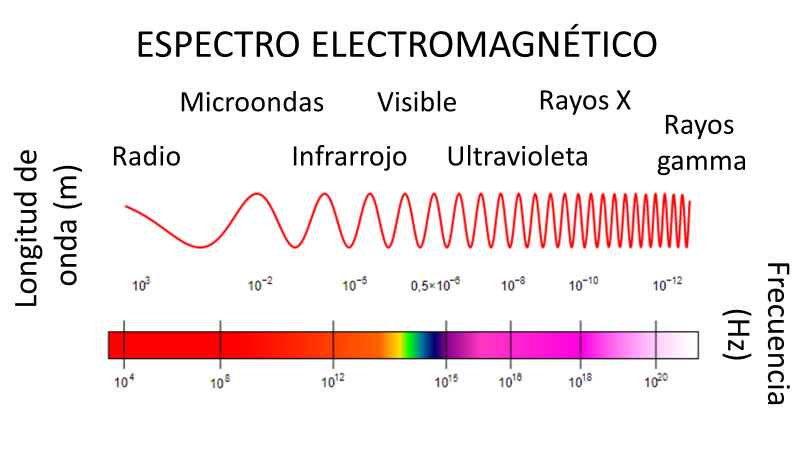 ESPECTRO ELECTROMAGNÉTICO
Microondas Visible Rayos X
Rayos
gamma
Radio Infrarrojo Ultravioleta
Longitud de
onda (m)
10³ 10⁻² 10⁻⁵ 0,5×10⁻⁶ 10⁻⁸ 10⁻¹⁰ 10⁻¹²
Frecuencia
(Hz)
10⁴ 10⁸ 10¹² 10¹⁵ 10¹⁶ 10¹⁸ 10²⁰